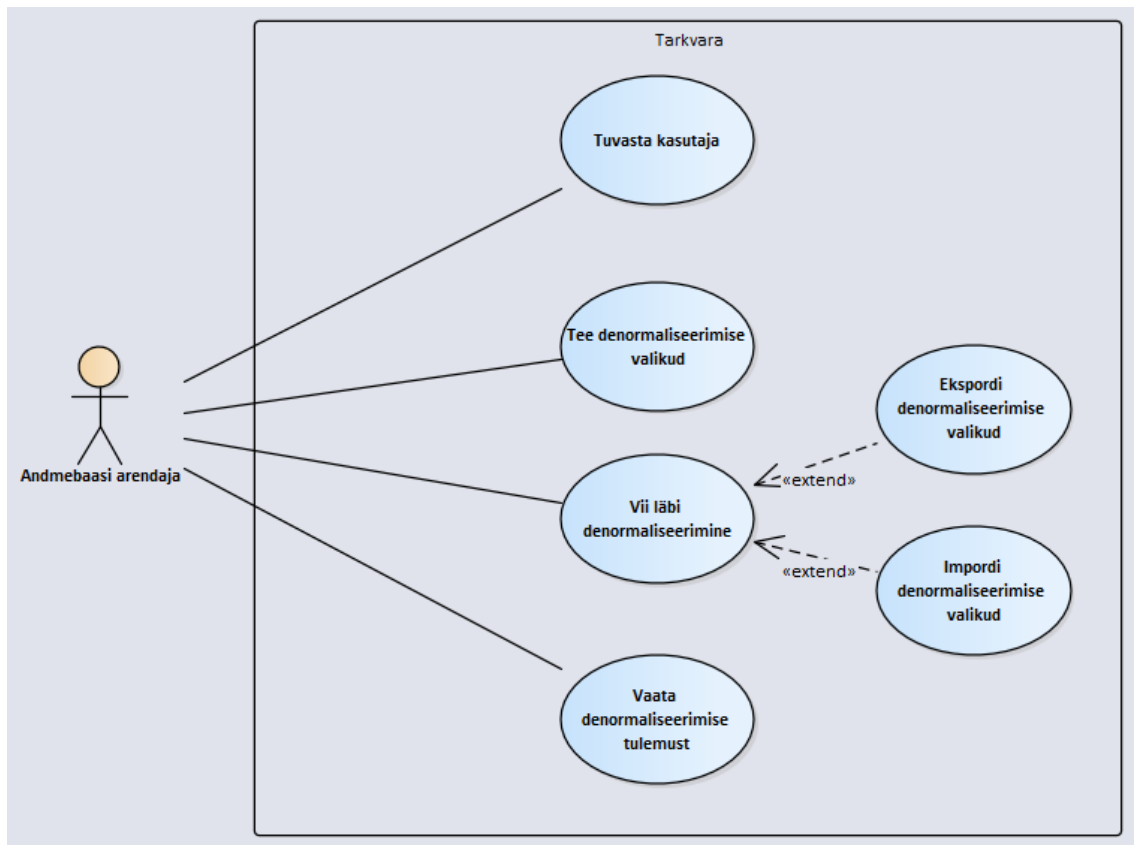 Tarkvara
Tuvasta kasutaja
Tee denormaliseerimise
valikud
Ekspordi
denormaliseerimise
valikud
Andmebaasi arendaja
«extend»
Vii läbi
denormaliseerimine
«extend»
Impordi
denormaliseerimise
valikud
Vaata
denormaliseerimise
tulemust